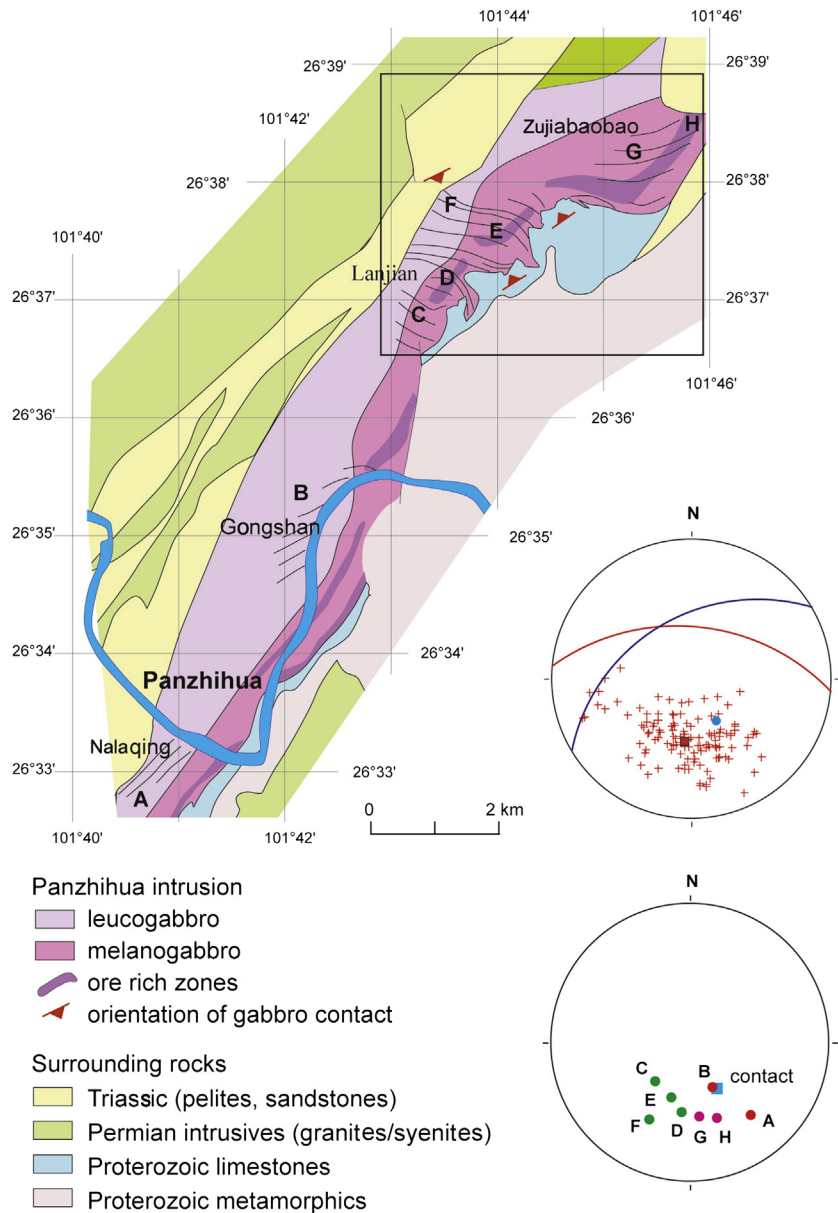 101°44'
101°46'
26°39'
26°39'
101°42'
Zujiabaobao
H
G
26°38'
26°38'
F
E
101°40'
Lanjian
D
26°37'
26°37'
C
101°46'
26°36'
26°36'
B
Gongshan
26°35'
26°35'
N
26°34'
26°34'
Panzhihua
Nalaqing
26°33'
26°33'
A
0
2 km
101°40'
101°42'
Panzhihua intrusion
leucogabbro
melanogabbro
ore rich zones
orientation of gabbro contact
Surrounding rocks
Triassic (pelites, sandstones)
Permian intrusives (granites/syenites)
Proterozoic limestones
Proterozoic metamorphics
N
C
B
contact
E
F
D
G
H
A